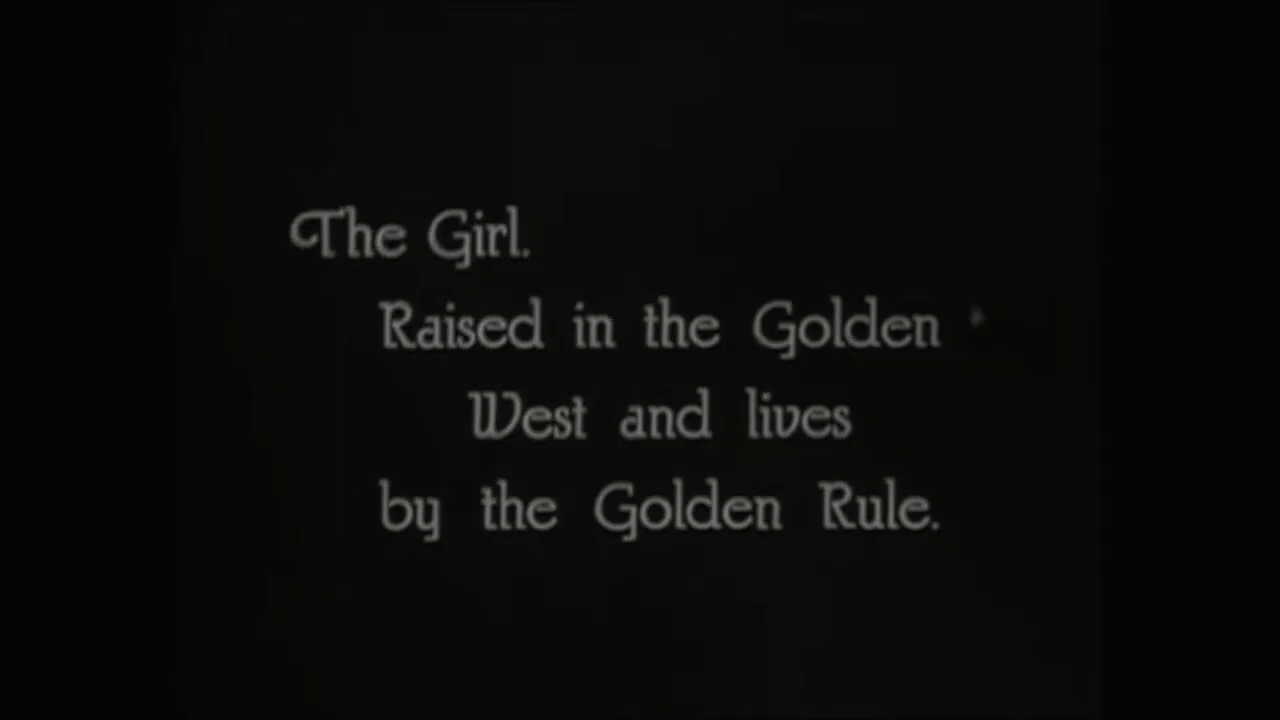 The Girl.
Raised in the Golden
West and lives
by the Golden Rule.